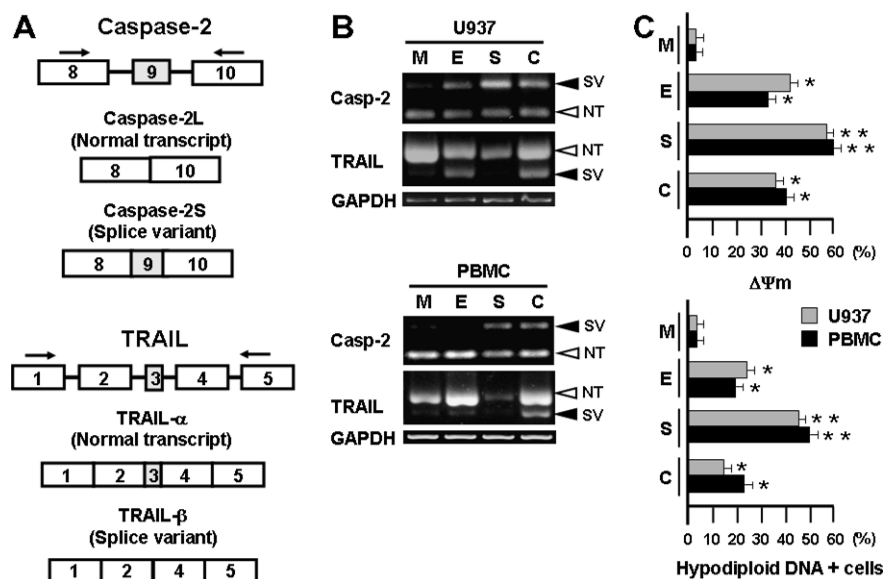 A
Caspase-2
8 9 10
Caspase-2L
(Normal transcript)
8 10
Caspase-2S
(Splice variant)
8 9 10
TRAIL
1 2 3 4 5
TRAIL-α
(Normal transcript)
1 2 3 4 5
TRAIL-β
(Splice variant)
1 2 4 5
B
U937
M E S C
Casp-2
SV
NT
TRAIL
NT
SV
GAPDH
PBMC
M E S C
Casp-2
SV
NT
TRAIL
NT
SV
GAPDH
C
M
E
*
*
S
* *
* *
C
*
*
0 10 20 30 40 50 60 (%)
ΔΨm
U937
PBMC
M
E
*
*
S
* *
* *
C
*
*
0 10 20 30 40 50 60 (%)
Hypodiploid DNA + cells